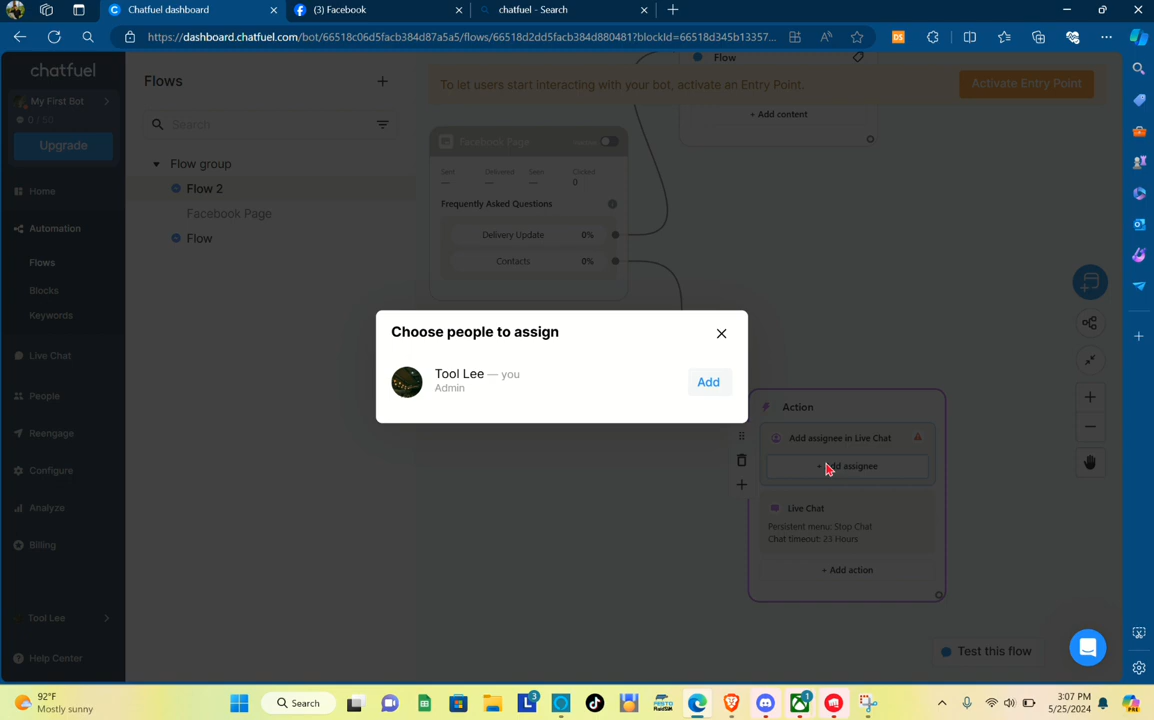 Chatfuel dashboard
(3) Facebook
chatfuel - Search
https://dashboard.chatfuel.com/bot/66518c06d5facb384d87a5a5/flows/66518d2dd5facb384d880481?blockId=66518d345b13357...
DS
chatfuel
My First Bot
0 / 50
Upgrade
Home
Automation
Flows
Blocks
Keywords
Live Chat
People
Reengage
Configure
Analyze
Billing
Tool Lee
Help Center
Flows
Search
Flow group
Flow 2
Facebook Page
Flow
To let users start interacting with your bot, activate an Entry Point.
Activate Entry Point
Flow
+ Add content
Facebook Page
Sent Delivered Seen Clicked
— — — 0
Frequently Asked Questions
Delivery Update 0%
Contacts 0%
Choose people to assign
Tool Lee — you
Admin
Add
Action
Add assignee in Live Chat
+ Add assignee
Live Chat
Persistent menu: Stop Chat
Chat timeout: 23 Hours
+ Add action
Test this flow
92°F
Mostly sunny
Search
3
1
3:07 PM
5/25/2024
PRE